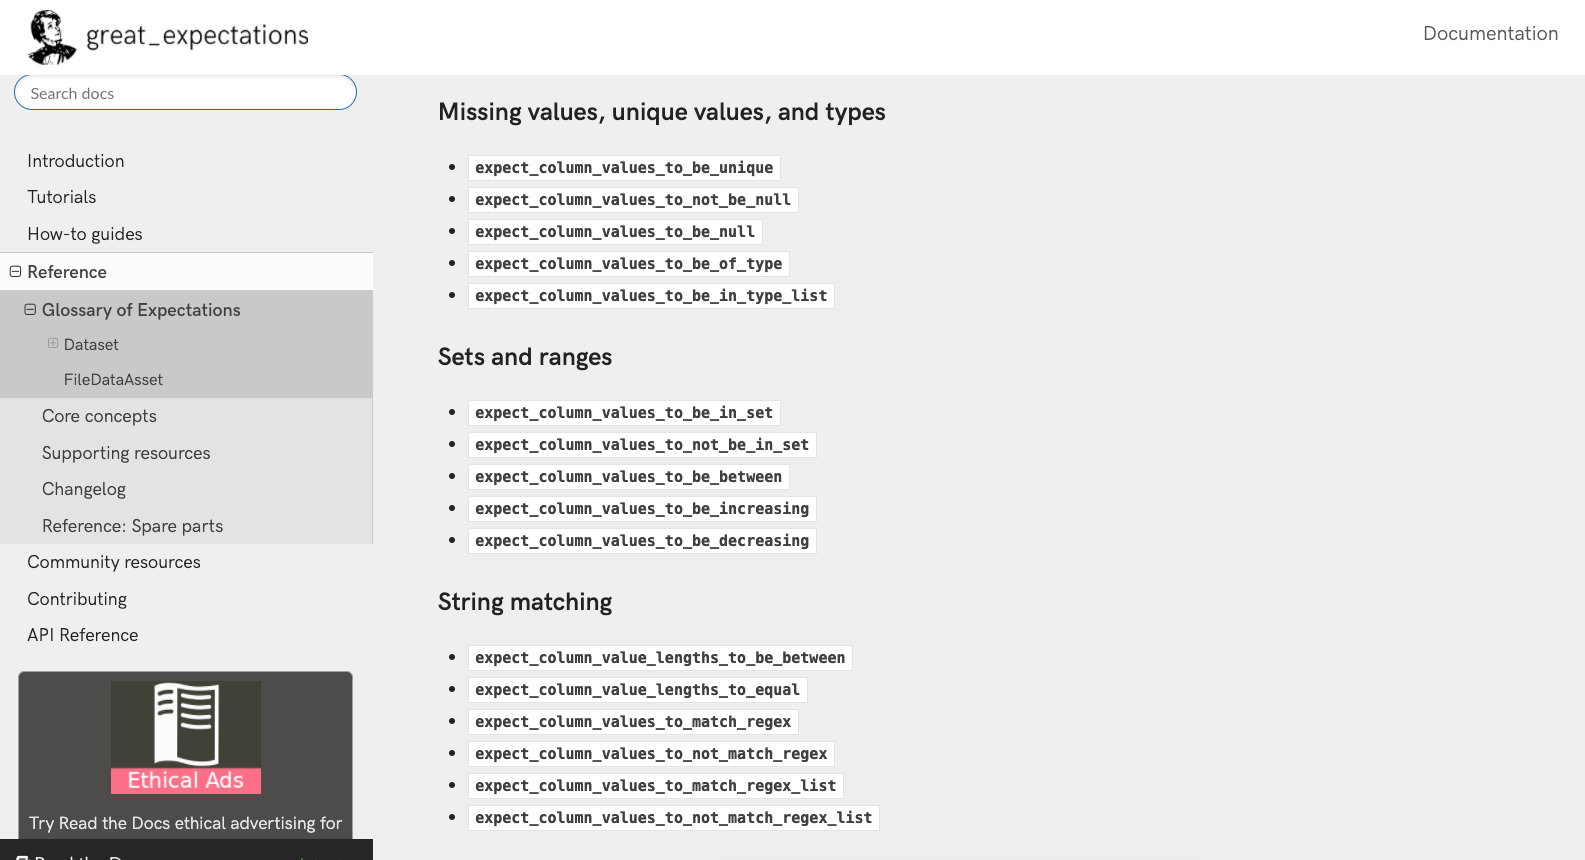 great_expectations
Documentation
Search docs
Introduction
Tutorials
How-to guides
Reference
Glossary of Expectations
Dataset
FileDataAsset
Core concepts
Supporting resources
Changelog
Reference: Spare parts
Community resources
Contributing
API Reference
Ethical Ads
Try Read the Docs ethical advertising for
Missing values, unique values, and types
expect_column_values_to_be_unique
expect_column_values_to_not_be_null
expect_column_values_to_be_null
expect_column_values_to_be_of_type
expect_column_values_to_be_in_type_list
Sets and ranges
expect_column_values_to_be_in_set
expect_column_values_to_not_be_in_set
expect_column_values_to_be_between
expect_column_values_to_be_increasing
expect_column_values_to_be_decreasing
String matching
expect_column_value_lengths_to_be_between
expect_column_value_lengths_to_equal
expect_column_values_to_match_regex
expect_column_values_to_not_match_regex
expect_column_values_to_match_regex_list
expect_column_values_to_not_match_regex_list